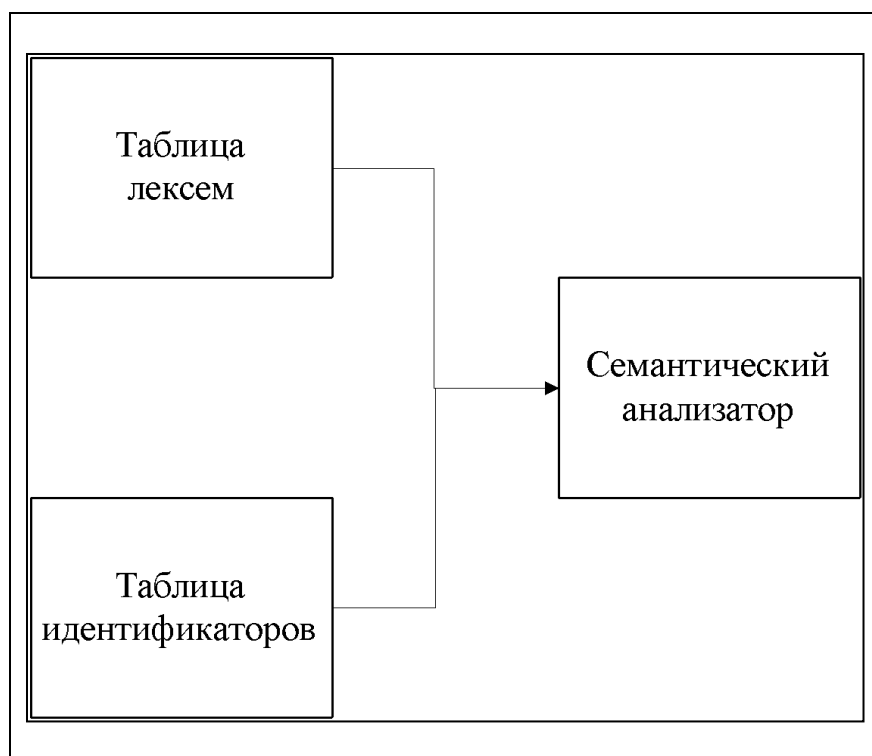 Таблица
лексем
Семантический
анализатор
Таблица
идентификаторов